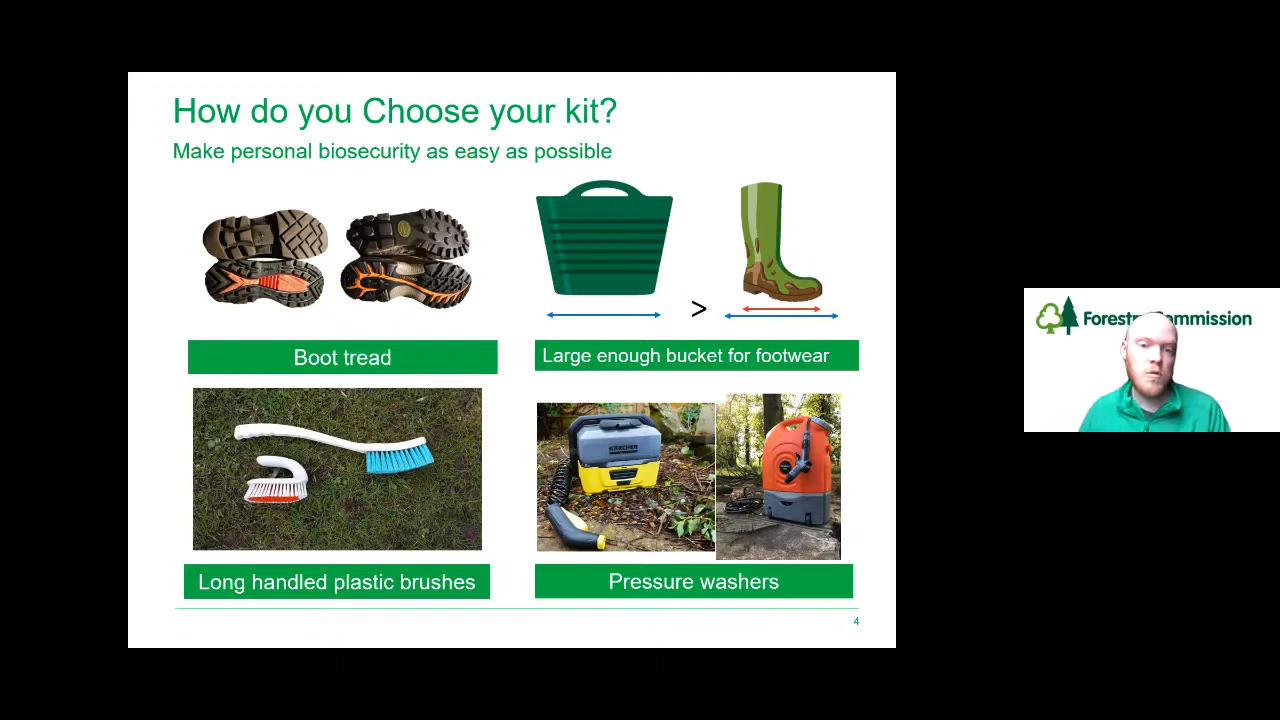 How do you Choose your kit?
Make personal biosecurity as easy as possible
>
Boot tread
Large enough bucket for footwear
KÄRCHER
Long handled plastic brushes
Pressure washers
4
Forestry Commission